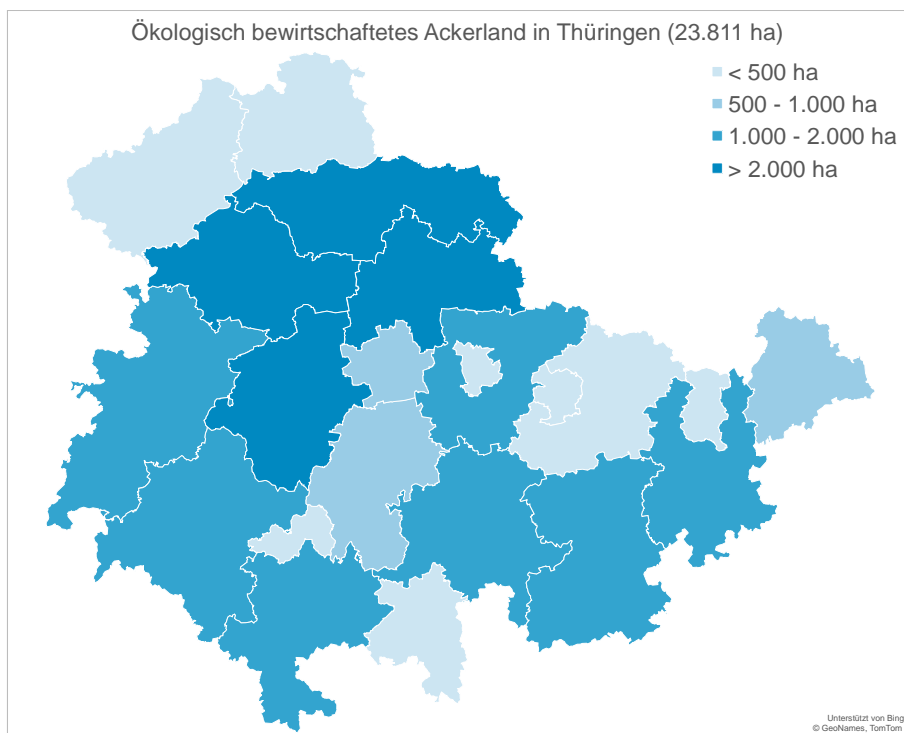 Ökologisch bewirtschaftetes Ackerland in Thüringen (23.811 ha)
< 500 ha
500 - 1.000 ha
1.000 - 2.000 ha
> 2.000 ha
Unterstützt von Bing
© GeoNames, TomTom